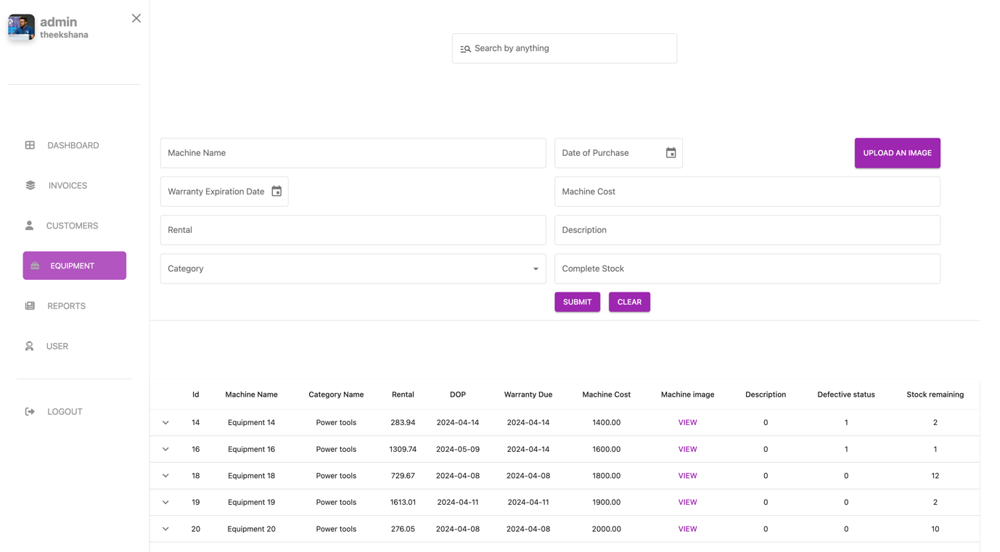 admin
theekshana
Search by anything
DASHBOARD
INVOICES
CUSTOMERS
EQUIPMENT
REPORTS
USER
LOGOUT
Machine Name
Date of Purchase
UPLOAD AN IMAGE
Warranty Expiration Date
Machine Cost
Rental
Description
Category
Complete Stock
SUBMIT CLEAR
Id Machine Name Category Name Rental DOP Warranty Due Machine Cost Machine image Description Defective status Stock remaining
14 Equipment 14 Power tools 283.94 2024-04-14 2024-04-14 1400.00 VIEW 0 1 2
16 Equipment 16 Power tools 1309.74 2024-05-09 2024-04-14 1600.00 VIEW 0 1 1
18 Equipment 18 Power tools 729.67 2024-04-08 2024-04-08 1800.00 VIEW 0 0 12
19 Equipment 19 Power tools 1613.01 2024-04-11 2024-04-11 1900.00 VIEW 0 0 2
20 Equipment 20 Power tools 276.05 2024-04-08 2024-04-08 2000.00 VIEW 0 0 10